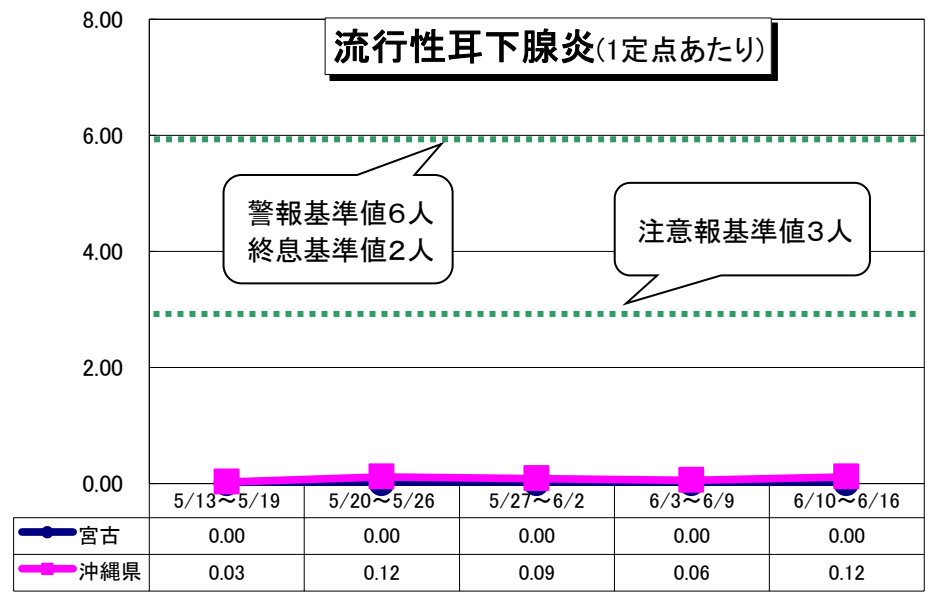 流行性耳下腺炎(1定点あたり)
8.00
6.00
4.00
2.00
0.00
警報基準値6人
終息基準値2人
注意報基準値3人
5/13～5/19 5/20～5/26 5/27～6/2 6/3～6/9 6/10～6/16
宮古 0.00 0.00 0.00 0.00 0.00
沖縄県 0.03 0.12 0.09 0.06 0.12